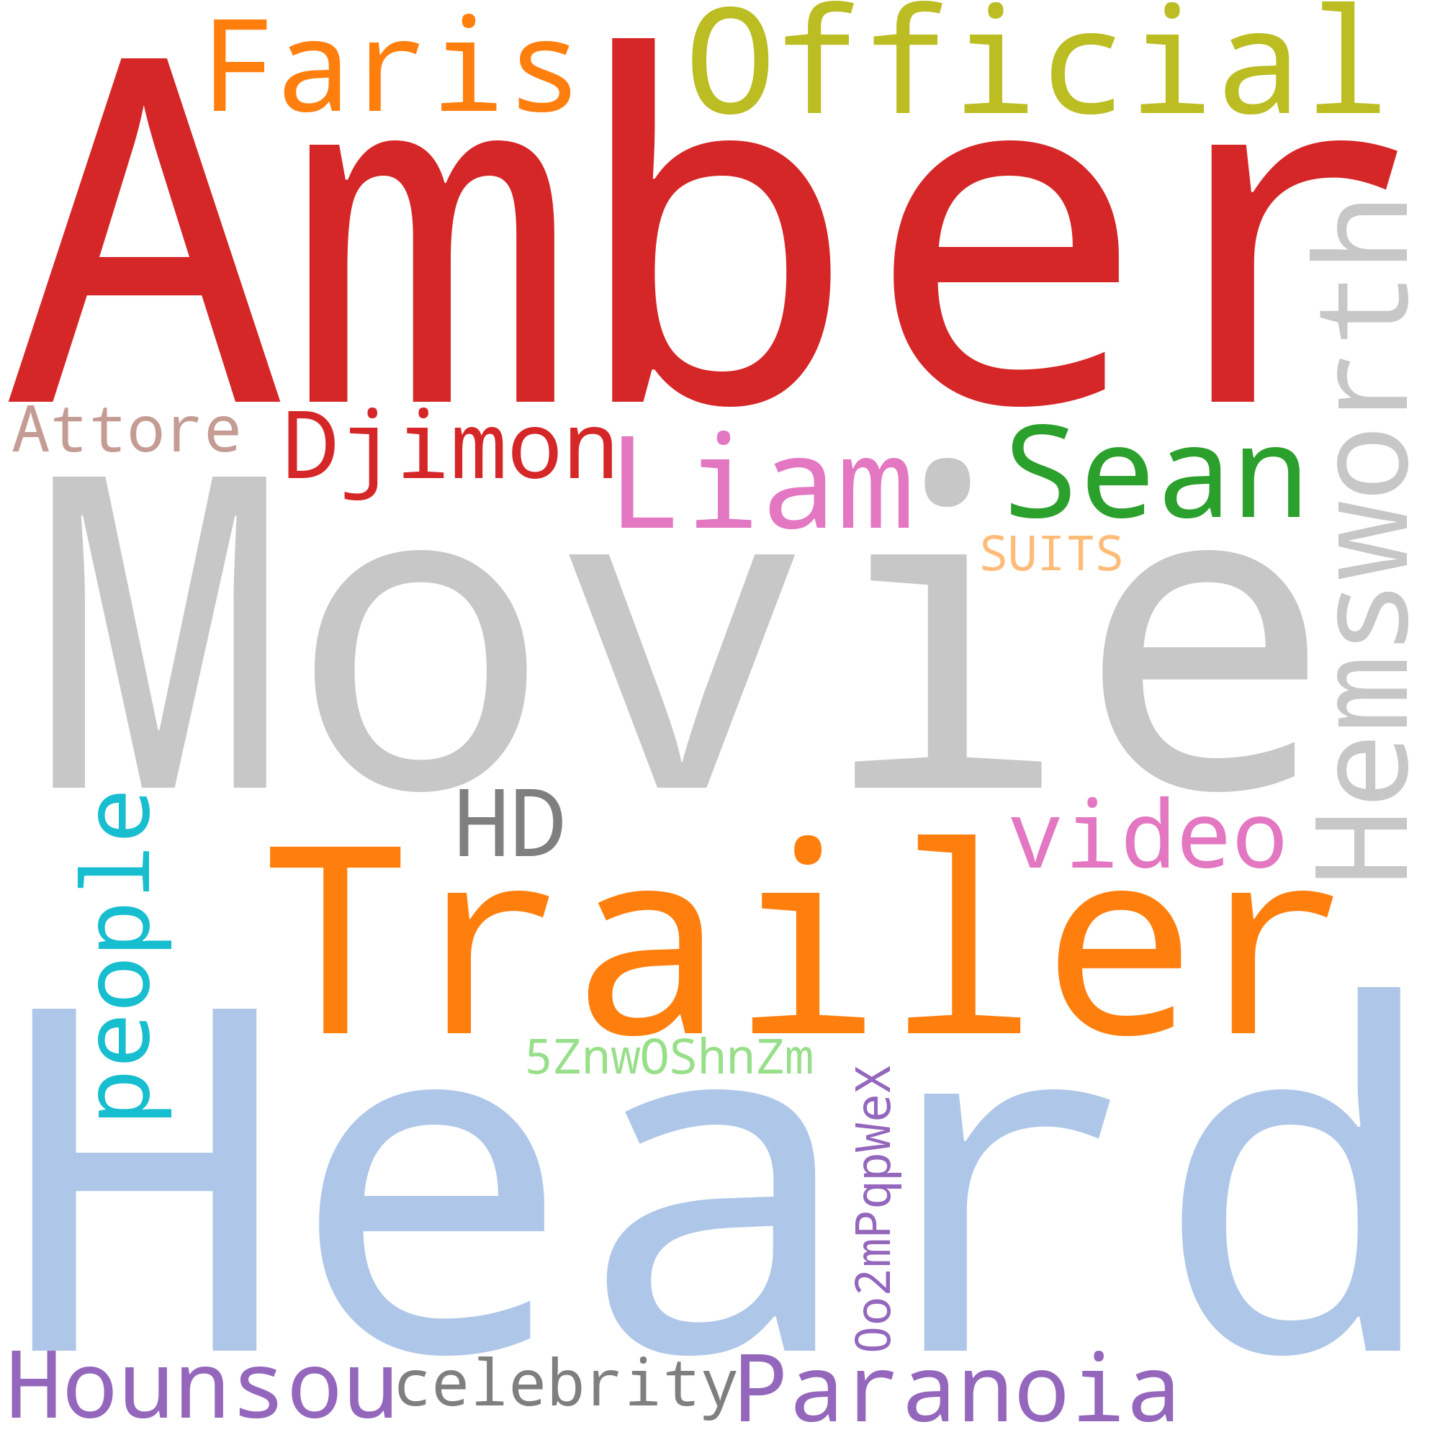 Faris
Official
Amber
Hemsworth
Attore
Djimon
Liam
Sean
SUITS
Movie
people
HD
video
Trailer
5ZnwOShnZm
Oo2mPqpWeX
Heard
Hounsou
celebrity
Paranoia